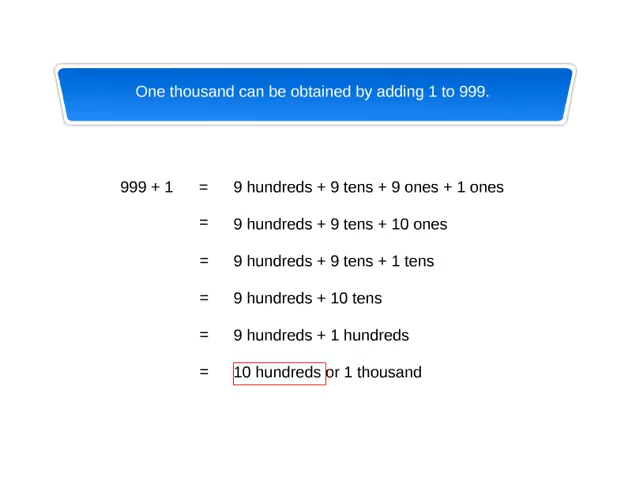 One thousand can be obtained by adding 1 to 999.
999 + 1 = 9 hundreds + 9 tens + 9 ones + 1 ones
= 9 hundreds + 9 tens + 10 ones
= 9 hundreds + 9 tens + 1 tens
= 9 hundreds + 10 tens
= 9 hundreds + 1 hundreds
= 10 hundreds or 1 thousand